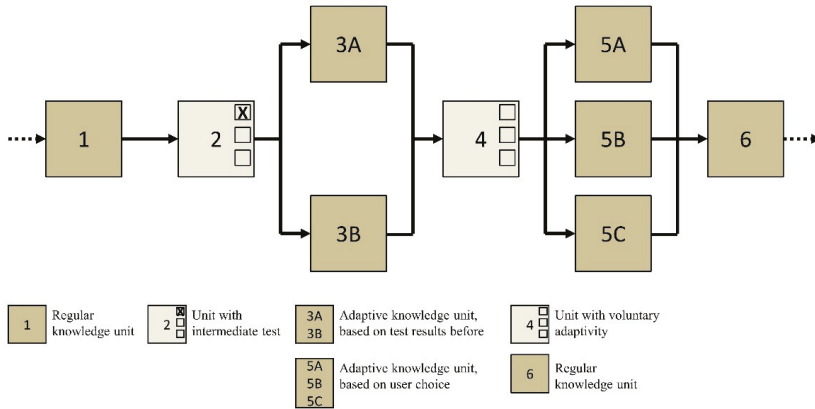 3A
5A
1
2
X
4
5B
6
3B
5C
1
Regular
knowledge unit
2
X
Unit with
intermediate test
3A
3B
Adaptive knowledge unit,
based on test results before
4
Unit with voluntary
adaptivity
5A
5B
5C
Adaptive knowledge unit,
based on user choice
6
Regular
knowledge unit